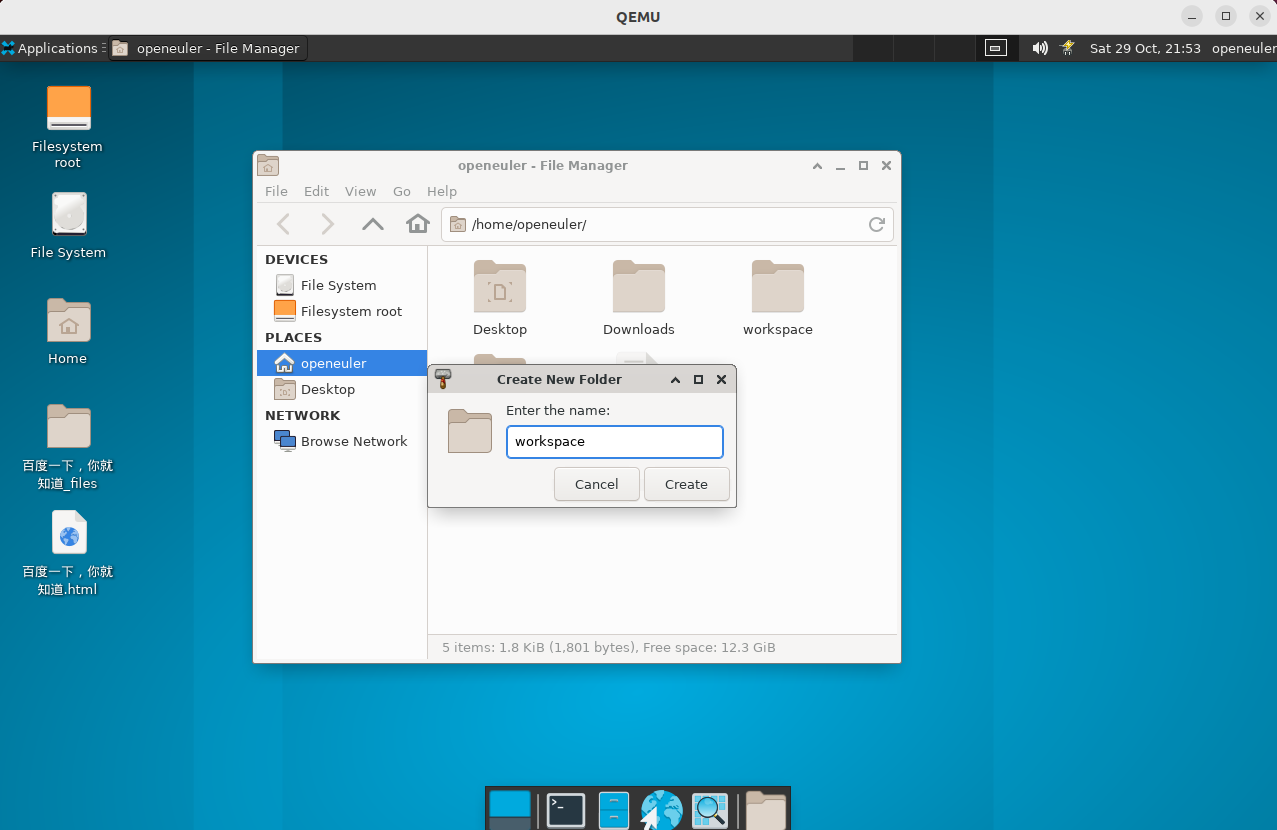 QEMU
Applications
openeuler - File Manager
Sat 29 Oct, 21:53
openeuler
Filesystem
root
File System
Home
百度一下，你就
知道_files
百度一下，你就
知道.html
openeuler - File Manager
File Edit View Go Help
/home/openeuler/
DEVICES
File System
Filesystem root
PLACES
openeuler
Desktop
NETWORK
Browse Network
Desktop
Downloads
workspace
Create New Folder
Enter the name:
workspace
Cancel
Create
5 items: 1.8 KiB (1,801 bytes), Free space: 12.3 GiB